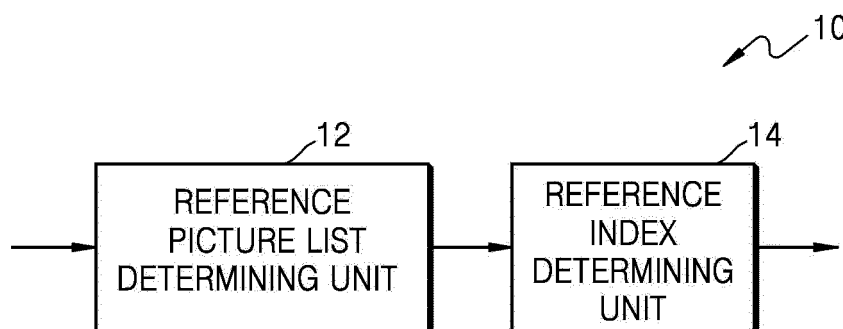 10
12
14
REFERENCE
PICTURE LIST
DETERMINING UNIT
REFERENCE
INDEX
DETERMINING
UNIT